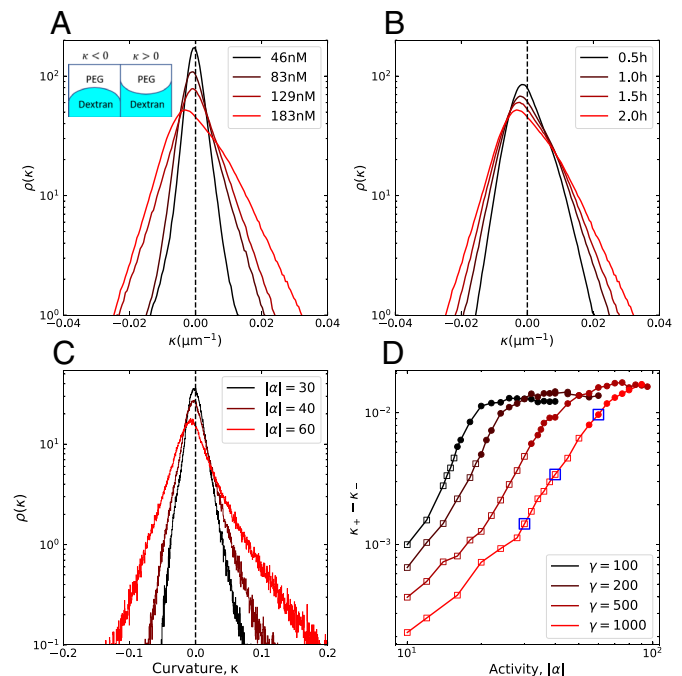 A
κ < 0
κ > 0
PEG
PEG
Dextran
Dextran
46nM
83nM
129nM
183nM
10²
10¹
10⁰
ρ(κ)
−0.04
−0.02
0.00
0.02
0.04
κ(μm⁻¹)
B
0.5h
1.0h
1.5h
2.0h
10²
10¹
10⁰
ρ(κ)
−0.04
−0.02
0.00
0.02
0.04
κ(μm⁻¹)
C
|α| = 30
|α| = 40
|α| = 60
10¹
10⁰
10⁻¹
ρ(κ)
−0.2
−0.1
0.0
0.1
0.2
Curvature, κ
D
10⁻²
10⁻³
κ₊ − κ₋
γ = 100
γ = 200
γ = 500
γ = 1000
10¹
10²
Activity, |α|